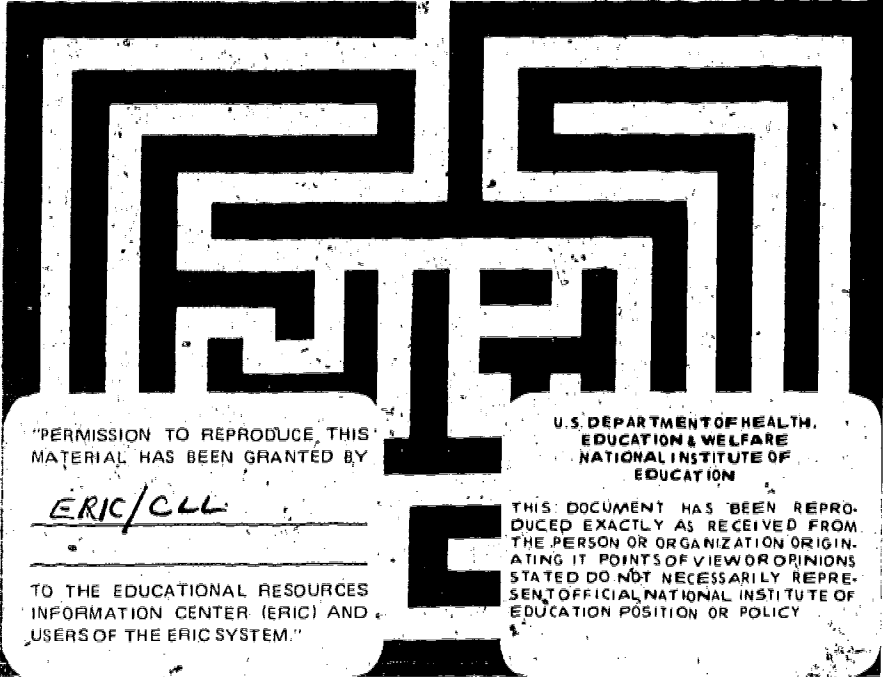 "PERMISSION TO REPRODUCE THIS
MATERIAL HAS BEEN GRANTED BY
ERIC/CLL
TO THE EDUCATIONAL RESOURCES
INFORMATION CENTER (ERIC) AND
USERS OF THE ERIC SYSTEM."
U.S. DEPARTMENT OF HEALTH,
EDUCATION & WELFARE
NATIONAL INSTITUTE OF
EDUCATION
THIS DOCUMENT HAS BEEN REPRO-
DUCED EXACTLY AS RECEIVED FROM
THE PERSON OR ORGANIZATION ORIGIN-
ATING IT POINTS OF VIEW OR OPINIONS
STATED DO NOT NECESSARILY REPRE-
SENT OFFICIAL NATIONAL INSTITUTE OF
EDUCATION POSITION OR POLICY